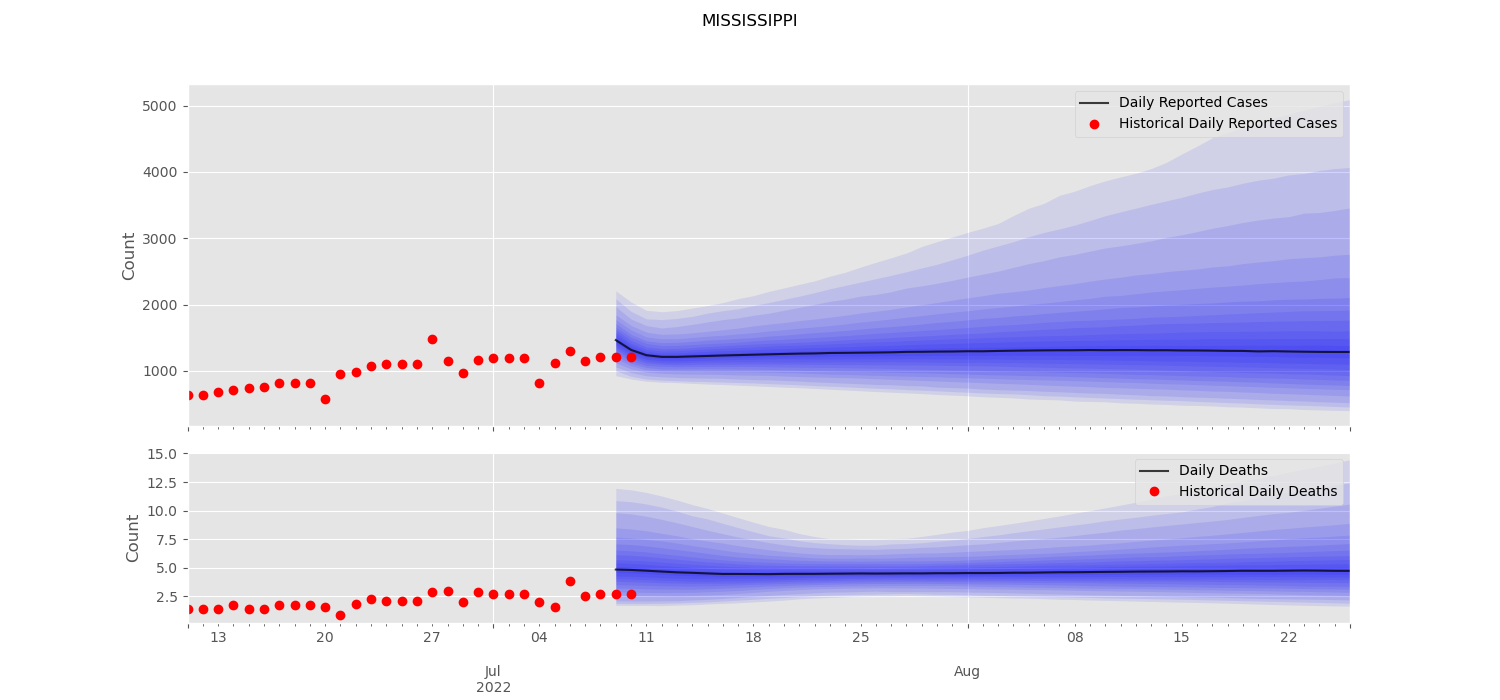 MISSISSIPPI
5000
4000
3000
2000
1000
Count
Daily Reported Cases
Historical Daily Reported Cases
15.0
12.5
10.0
7.5
5.0
2.5
Count
Daily Deaths
Historical Daily Deaths
13 20 27 04 11 18 25 08 15 22
Jul Aug
2022